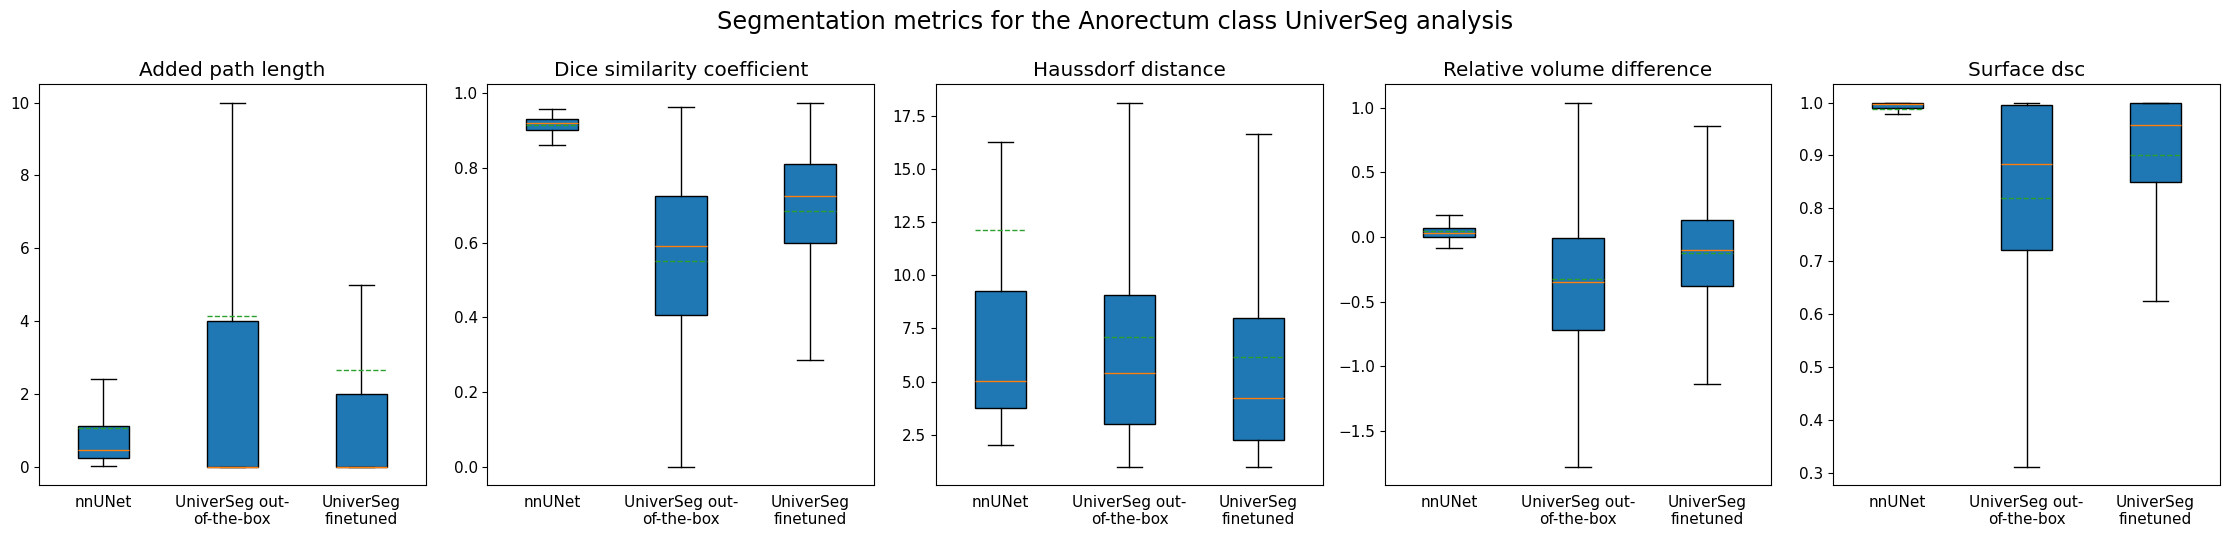 Segmentation metrics for the Anorectum class UniverSeg analysis
Added path length
10
8
6
4
2
0
nnUNet
UniverSeg out-
of-the-box
UniverSeg
finetuned
Dice similarity coefficient
1.0
0.8
0.6
0.4
0.2
0.0
nnUNet
UniverSeg out-
of-the-box
UniverSeg
finetuned
Haussdorf distance
17.5
15.0
12.5
10.0
7.5
5.0
2.5
nnUNet
UniverSeg out-
of-the-box
UniverSeg
finetuned
Relative volume difference
1.0
0.5
0.0
−0.5
−1.0
−1.5
nnUNet
UniverSeg out-
of-the-box
UniverSeg
finetuned
Surface dsc
1.0
0.9
0.8
0.7
0.6
0.5
0.4
0.3
nnUNet
UniverSeg out-
of-the-box
UniverSeg
finetuned